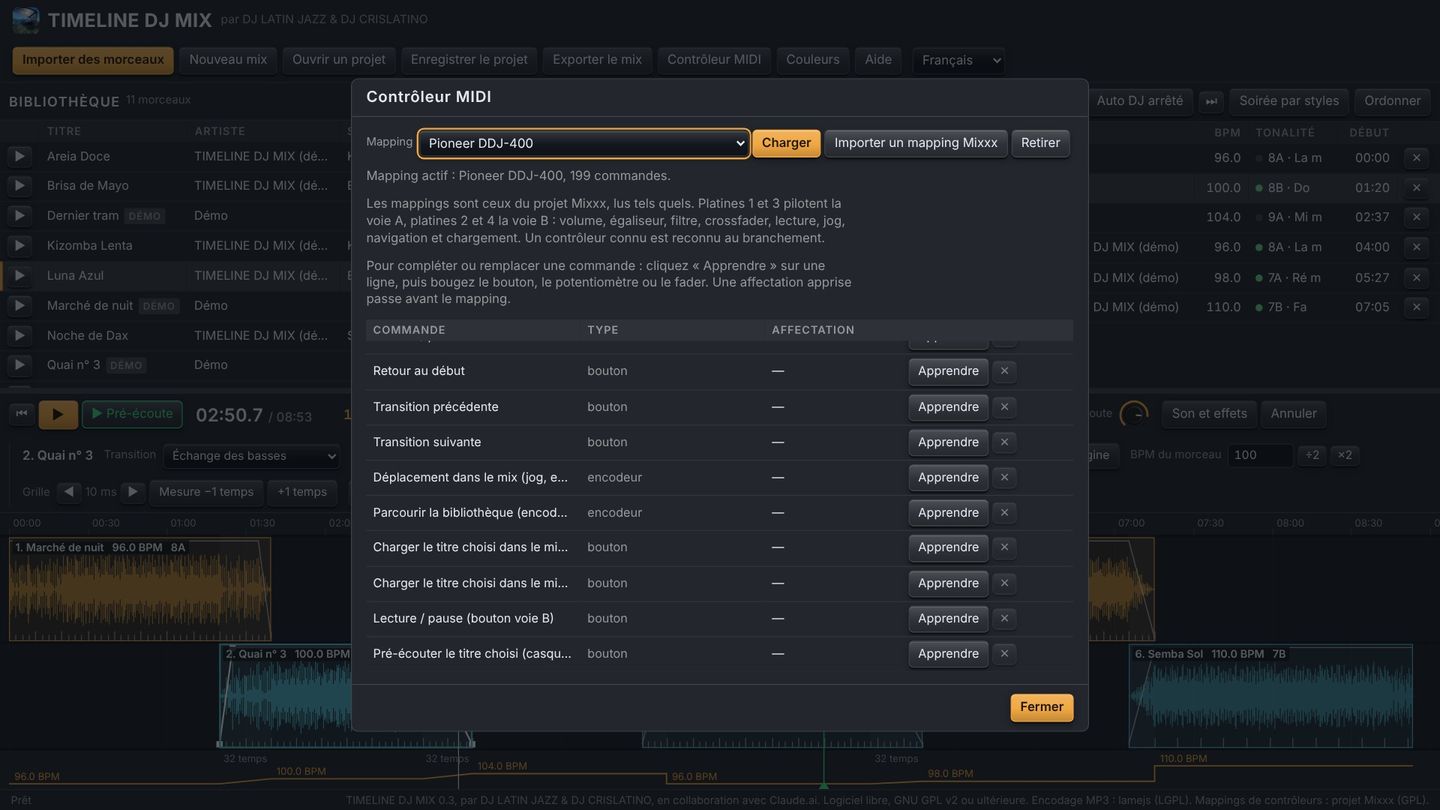 TIMELINE DJ MIX par DJ LATIN JAZZ & DJ CRISLATINO
Importer des morceaux Nouveau mix Ouvrir un projet Enregistrer le projet Exporter le mix Contrôleur MIDI Couleurs Aide Français
BIBLIOTHÈQUE 11 morceaux
Auto DJ arrêté Soirée par styles Ordonner
TITRE ARTISTE
BPM TONALITÉ DÉBUT
Areia Doce TIMELINE DJ MIX (dé…
96.0 8A · La m 00:00
Brisa de Mayo TIMELINE DJ MIX (dé…
100.0 8B · Do 01:20
Dernier tram DÉMO Démo
104.0 9A · Mi m 02:37
Kizomba Lenta TIMELINE DJ MIX (dé…
DJ MIX (démo) 96.0 8A · La m 04:00
Luna Azul TIMELINE DJ MIX (dé…
DJ MIX (démo) 98.0 7A · Ré m 05:27
Marché de nuit DÉMO Démo
DJ MIX (démo) 110.0 7B · Fa 07:05
Noche de Dax TIMELINE DJ MIX (dé…
Quai n° 3 DÉMO Démo
Contrôleur MIDI
Mapping Pioneer DDJ-400 Charger Importer un mapping Mixxx Retirer
Mapping actif : Pioneer DDJ-400, 199 commandes.
Les mappings sont ceux du projet Mixxx, lus tels quels. Platines 1 et 3 pilotent la
voie A, platines 2 et 4 la voie B : volume, égaliseur, filtre, crossfader, lecture, jog,
navigation et chargement. Un contrôleur connu est reconnu au branchement.
Pour compléter ou remplacer une commande : cliquez « Apprendre » sur une
ligne, puis bougez le bouton, le potentiomètre ou le fader. Une affectation apprise
passe avant le mapping.
COMMANDE TYPE AFFECTATION
Retour au début bouton — Apprendre ×
Transition précédente bouton — Apprendre ×
Transition suivante bouton — Apprendre ×
Déplacement dans le mix (jog, e… encodeur — Apprendre ×
Parcourir la bibliothèque (encod… encodeur — Apprendre ×
Charger le titre choisi dans le mi… bouton — Apprendre ×
Charger le titre choisi dans le mi… bouton — Apprendre ×
Lecture / pause (bouton voie B) bouton — Apprendre ×
Pré-écouter le titre choisi (casqu… bouton — Apprendre ×
Fermer
Pré-écoute 02:50.7 / 08:53
Son et effets Annuler
2. Quai n° 3 Transition Échange des basses
BPM du morceau 100 ÷2 ×2
Grille 10 ms Mesure −1 temps +1 temps
00:00 00:30 01:00 01:30 07:00 07:30 08:00 08:30
1. Marché de nuit 96.0 BPM 8A
2. Quai n° 3 100.0 BPM
6. Semba Sol 110.0 BPM 7B
32 temps 32 temps 32 temps
96.0 BPM 100.0 BPM 104.0 BPM 96.0 BPM 98.0 BPM 110.0 BPM
Prêt
TIMELINE DJ MIX 0.3, par DJ LATIN JAZZ & DJ CRISLATINO, en collaboration avec Claude.ai. Logiciel libre, GNU GPL v2 ou ultérieure. Encodage MP3 : lamejs (LGPL). Mappings de contrôleurs : projet Mixxx (GPL).